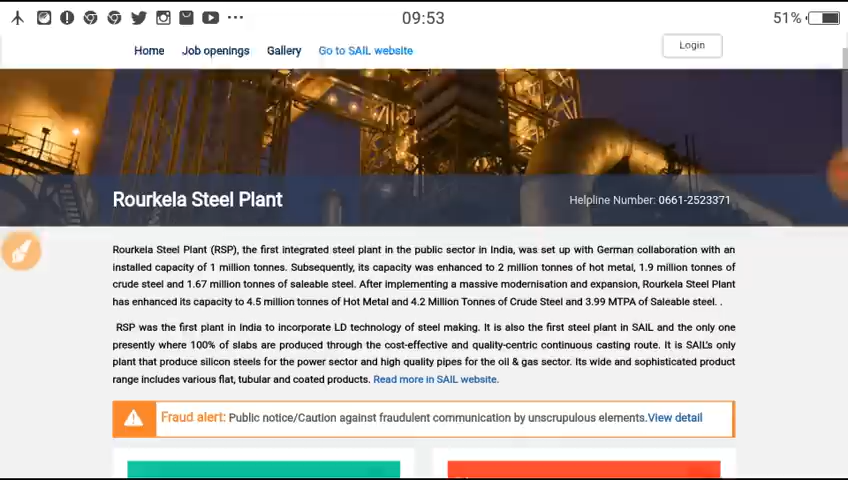 09:53
51%
Home Job openings Gallery Go to SAIL website Login
Rourkela Steel Plant
Helpline Number: 0661-2523371
Rourkela Steel Plant (RSP), the first integrated steel plant in the public sector in India, was set up with German collaboration with an
installed capacity of 1 million tonnes. Subsequently, its capacity was enhanced to 2 million tonnes of hot metal, 1.9 million tonnes of
crude steel and 1.67 million tonnes of saleable steel. After implementing a massive modernisation and expansion, Rourkela Steel Plant
has enhanced its capacity to 4.5 million tonnes of Hot Metal and 4.2 Million Tonnes of Crude Steel and 3.99 MTPA of Saleable steel. .
RSP was the first plant in India to incorporate LD technology of steel making. It is also the first steel plant in SAIL and the only one
presently where 100% of slabs are produced through the cost-effective and quality-centric continuous casting route. It is SAIL's only
plant that produce silicon steels for the power sector and high quality pipes for the oil & gas sector. Its wide and sophisticated product
range includes various flat, tubular and coated products. Read more in SAIL website.
Fraud alert: Public notice/Caution against fraudulent communication by unscrupulous elements.View detail